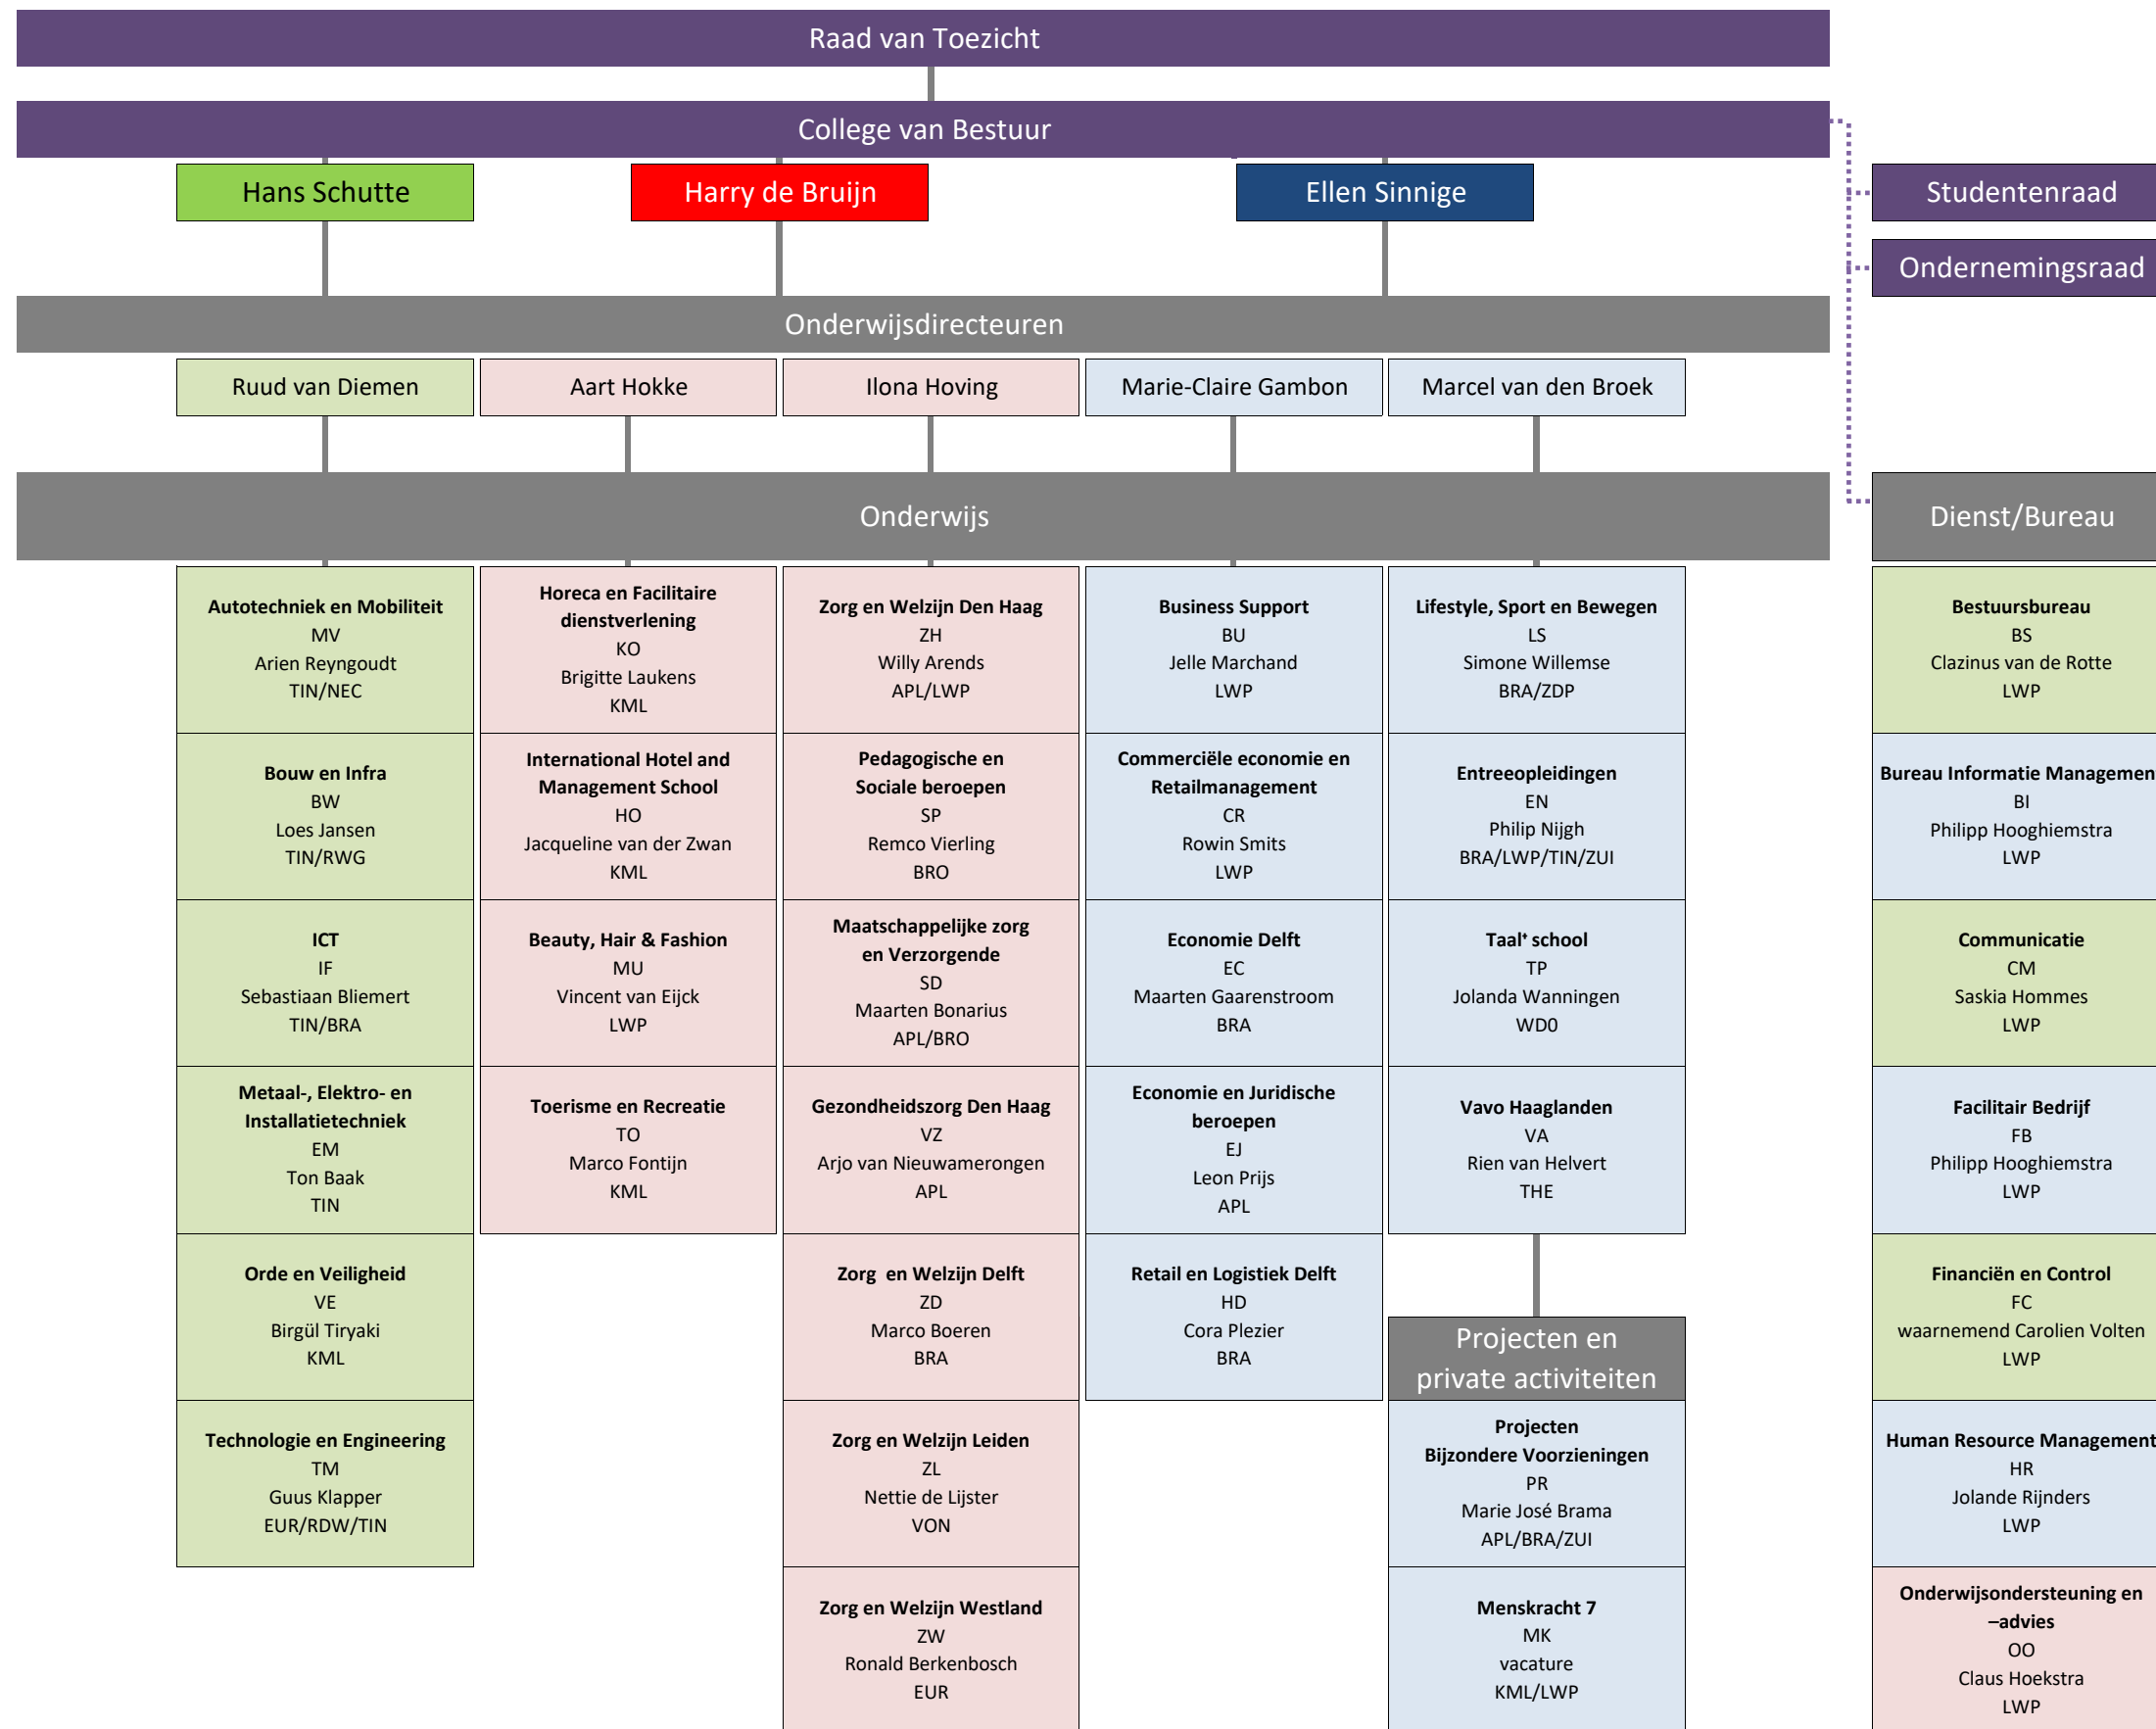 Raad van Toezicht
College van Bestuur
Hans Schutte
Harry de Bruijn
Ellen Sinnige
Studentenraad
Ondernemingsraad
Onderwijsdirecteuren
Ruud van Diemen
Aart Hokke
Ilona Hoving
Marie-Claire Gambon
Marcel van den Broek
Onderwijs
Dienst/Bureau
Autotechniek en Mobiliteit
MV
Arien Reyngoudt
TIN/NEC
Bouw en Infra
BW
Loes Jansen
TIN/RWG
ICT
IF
Sebastiaan Bliemert
TIN/BRA
Metaal-, Elektro- en
Installatietechniek
EM
Ton Baak
TIN
Orde en Veiligheid
VE
Birgül Tiryaki
KML
Technologie en Engineering
TM
Guus Klapper
EUR/RDW/TIN
Horeca en Facilitaire
dienstverlening
KO
Brigitte Laukens
KML
International Hotel and
Management School
HO
Jacqueline van der Zwan
KML
Beauty, Hair & Fashion
MU
Vincent van Eijck
LWP
Toerisme en Recreatie
TO
Marco Fontijn
KML
Zorg en Welzijn Den Haag
ZH
Willy Arends
APL/LWP
Pedagogische en
Sociale beroepen
SP
Remco Vierling
BRO
Maatschappelijke zorg
en Verzorgende
SD
Maarten Bonarius
APL/BRO
Gezondheidszorg Den Haag
VZ
Arjo van Nieuwamerongen
APL
Zorg en Welzijn Delft
ZD
Marco Boeren
BRA
Zorg en Welzijn Leiden
ZL
Nettie de Lijster
VON
Zorg en Welzijn Westland
ZW
Ronald Berkenbosch
EUR
Business Support
BU
Jelle Marchand
LWP
Commerciële economie en
Retailmanagement
CR
Rowin Smits
LWP
Economie Delft
EC
Maarten Gaarenstroom
BRA
Economie en Juridische
beroepen
EJ
Leon Prijs
APL
Retail en Logistiek Delft
HD
Cora Plezier
BRA
Lifestyle, Sport en Bewegen
LS
Simone Willemse
BRA/ZDP
Entreeopleidingen
EN
Philip Nijgh
BRA/LWP/TIN/ZUI
Taal⁺ school
TP
Jolanda Wanningen
WD0
Vavo Haaglanden
VA
Rien van Helvert
THE
Projecten en
private activiteiten
Projecten
Bijzondere Voorzieningen
PR
Marie José Brama
APL/BRA/ZUI
Menskracht 7
MK
vacature
KML/LWP
Bestuursbureau
BS
Clazinus van de Rotte
LWP
Bureau Informatie Management
BI
Philipp Hooghiemstra
LWP
Communicatie
CM
Saskia Hommes
LWP
Facilitair Bedrijf
FB
Philipp Hooghiemstra
LWP
Financiën en Control
FC
waarnemend Carolien Volten
LWP
Human Resource Management
HR
Jolande Rijnders
LWP
Onderwijsondersteuning en
–advies
OO
Claus Hoekstra
LWP